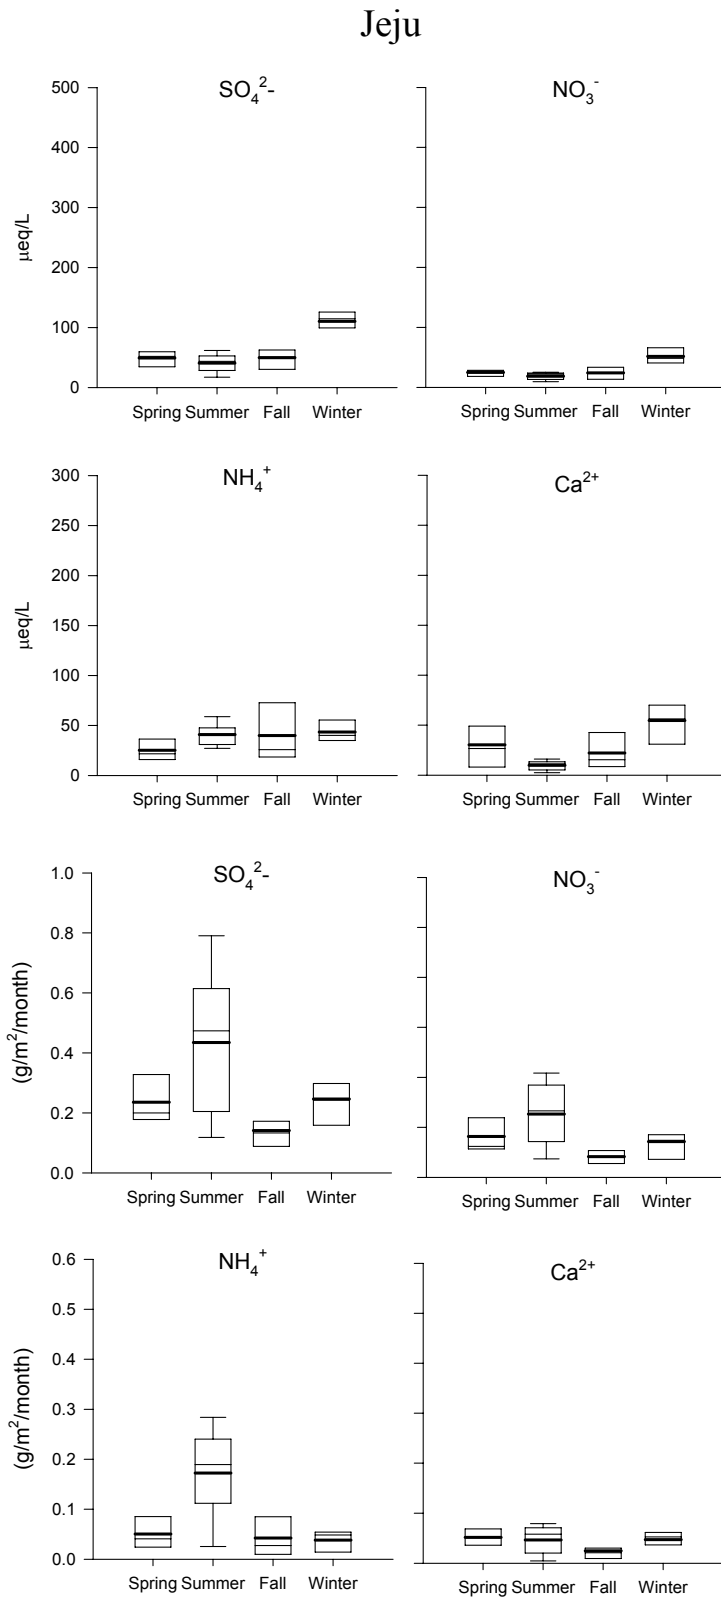 Jeju
SO₄²- NO₃⁻
500
400
300
200
100
0
μeq/L
Spring Summer Fall Winter Spring Summer Fall Winter
NH₄⁺ Ca²⁺
300
250
200
150
100
50
0
μeq/L
Spring Summer Fall Winter Spring Summer Fall Winter
SO₄²- NO₃⁻
1.0
0.8
0.6
0.4
0.2
0.0
(g/m²/month)
Spring Summer Fall Winter Spring Summer Fall Winter
NH₄⁺ Ca²⁺
0.6
0.5
0.4
0.3
0.2
0.1
0.0
(g/m²/month)
Spring Summer Fall Winter Spring Summer Fall Winter